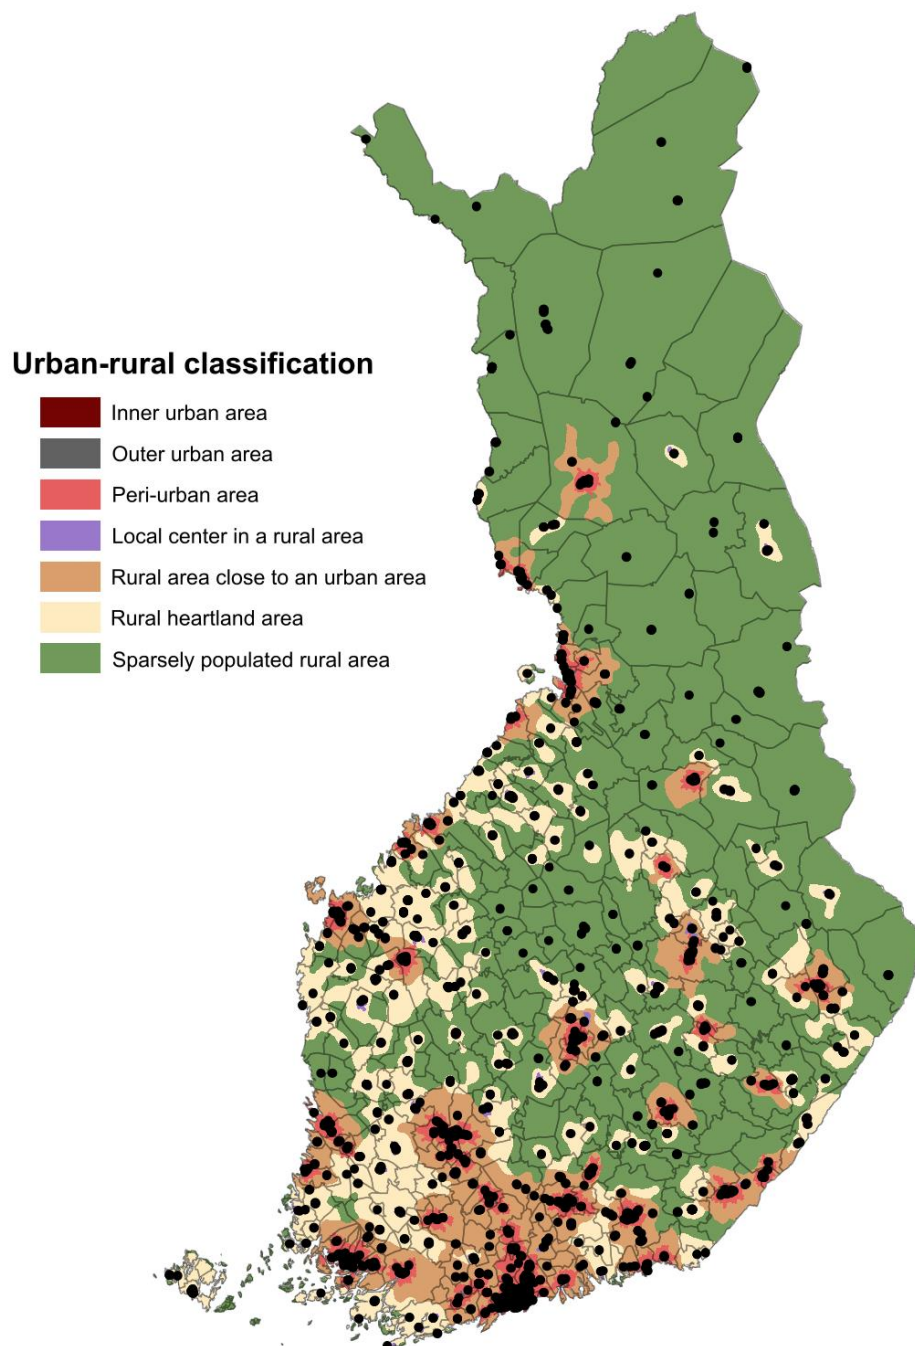 Urban-rural classification
Inner urban area
Outer urban area
Peri-urban area
Local center in a rural area
Rural area close to an urban area
Rural heartland area
Sparsely populated rural area